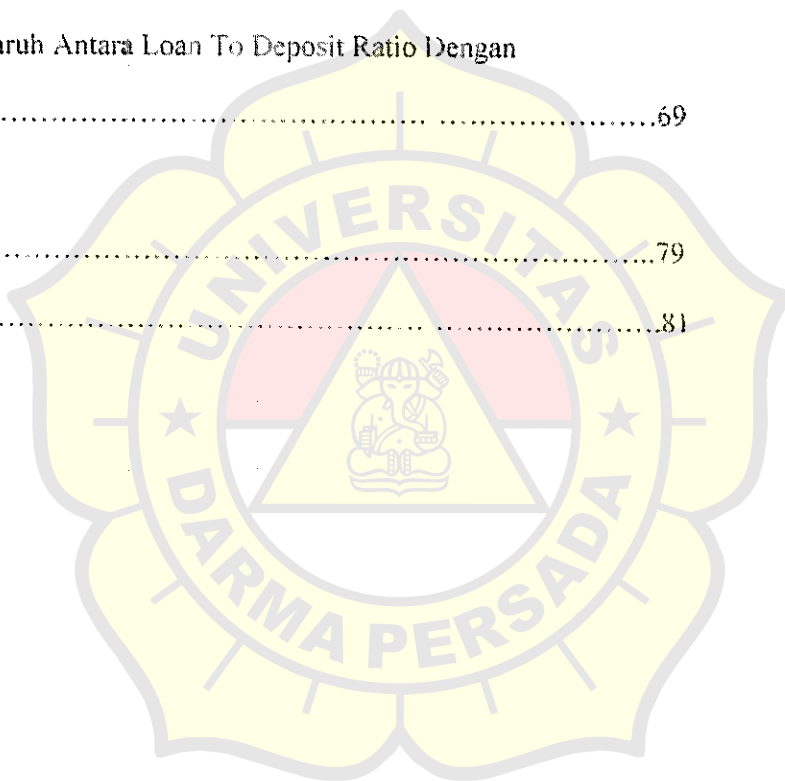 aruh Antara Loan To Deposit Ratio Dengan
........................................................................69
........................................................................79
........................................................................81
UNIVERSITAS
DARMA PERSADA